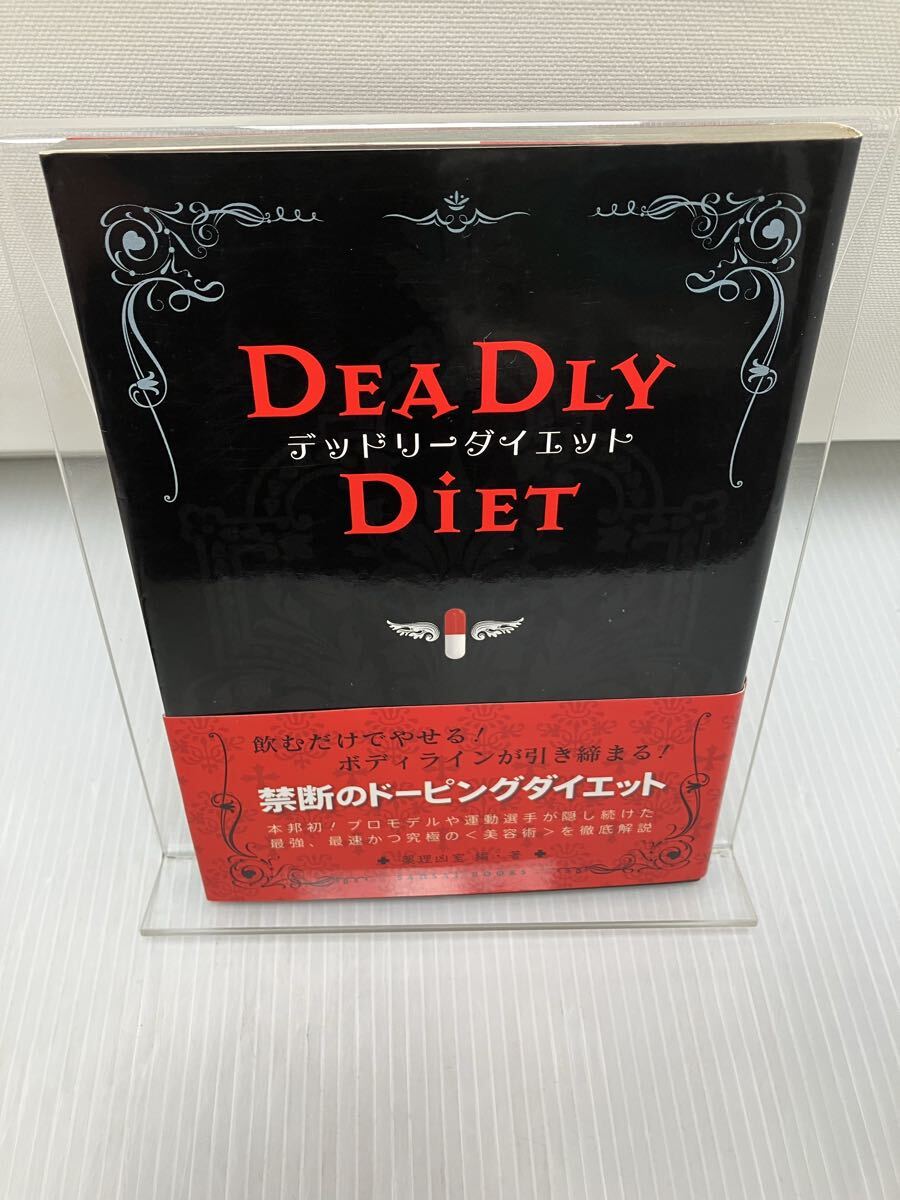 DEADLY
デッドリーダイエット
DiET
飲むだけでやせる!
ボディラインが引き締まる!
禁断のドーピングダイエット
本邦初!プロモデルや運動選手が隠し続けた
最強、最速かつ究極の<美容術>を徹底解説
薬理凶室 編・著
SANSAI BOOKS